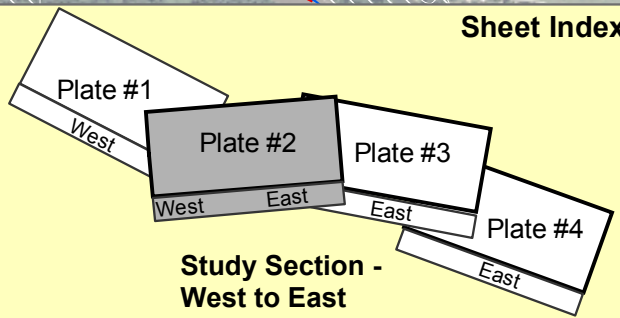 Sheet Index
Plate #1
West
Plate #2
West East
Plate #3
East
Plate #4
East
Study Section -
West to East